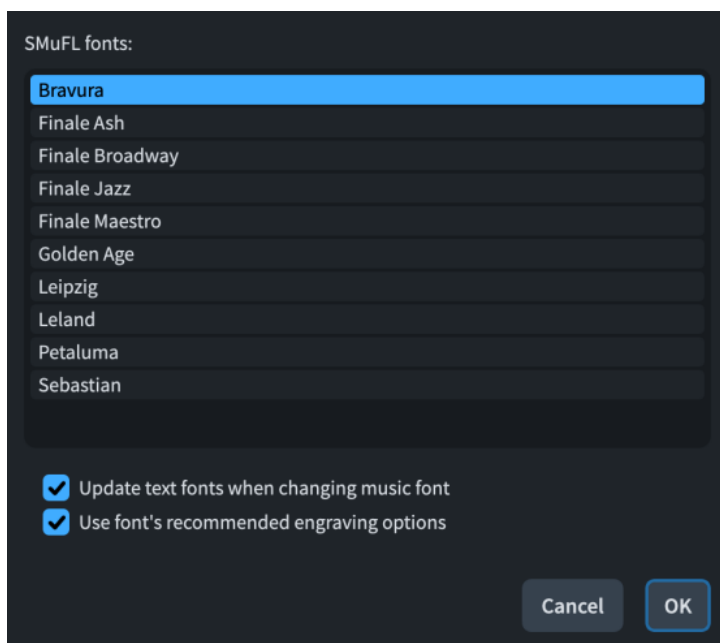 SMuFL fonts:
Bravura
Finale Ash
Finale Broadway
Finale Jazz
Finale Maestro
Golden Age
Leipzig
Leland
Petaluma
Sebastian
Update text fonts when changing music font
Use font's recommended engraving options
Cancel OK